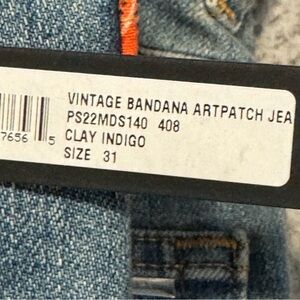 VINTAGE BANDANA ARTPATCH JEA
PS22MDS140 408
7656 5 CLAY INDIGO
SIZE 31